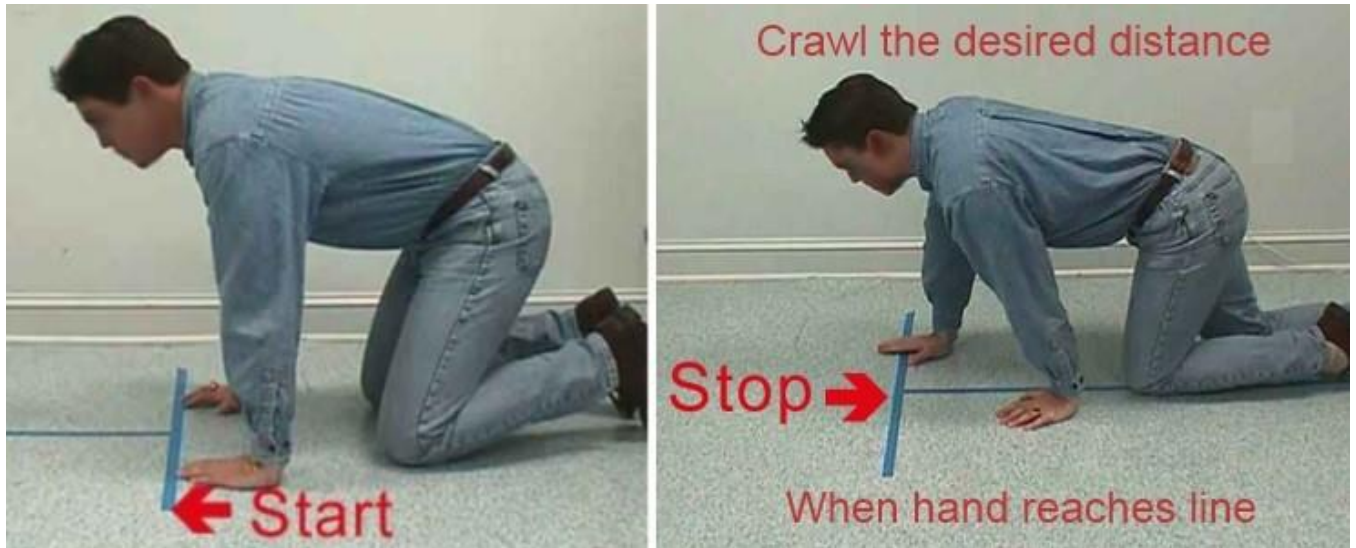 Start
Crawl the desired distance
Stop
When hand reaches line